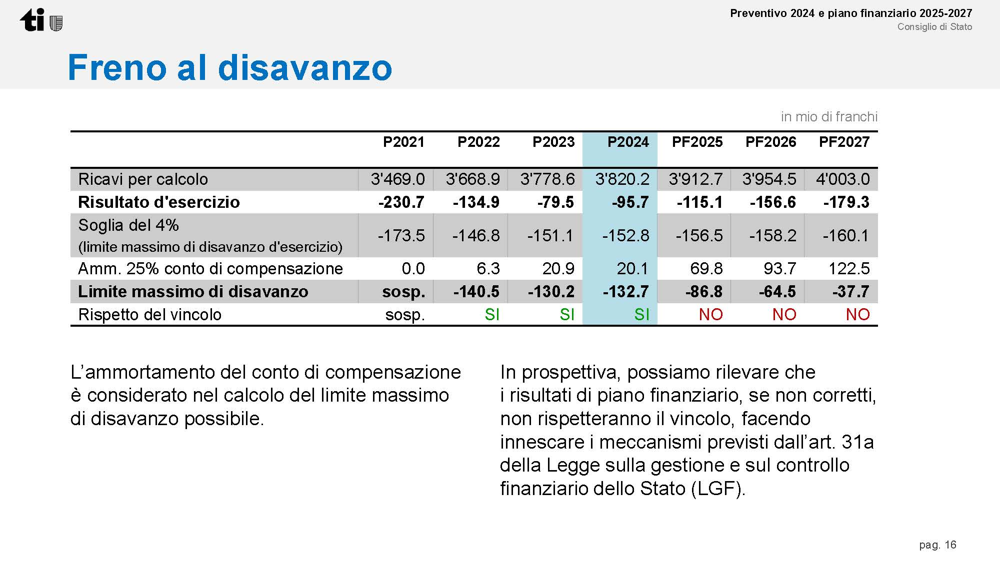 ti
Preventivo 2024 e piano finanziario 2025-2027
Consiglio di Stato
Freno al disavanzo
in mio di franchi
P2021 P2022 P2023 P2024 PF2025 PF2026 PF2027
Ricavi per calcolo 3'469.0 3'668.9 3'778.6 3'820.2 3'912.7 3'954.5 4'003.0
Risultato d'esercizio -230.7 -134.9 -79.5 -95.7 -115.1 -156.6 -179.3
Soglia del 4%
(limite massimo di disavanzo d'esercizio) -173.5 -146.8 -151.1 -152.8 -156.5 -158.2 -160.1
Amm. 25% conto di compensazione 0.0 6.3 20.9 20.1 69.8 93.7 122.5
Limite massimo di disavanzo sosp. -140.5 -130.2 -132.7 -86.8 -64.5 -37.7
Rispetto del vincolo sosp. SI SI SI NO NO NO
L’ammortamento del conto di compensazione
è considerato nel calcolo del limite massimo
di disavanzo possibile.
In prospettiva, possiamo rilevare che
i risultati di piano finanziario, se non corretti,
non rispetteranno il vincolo, facendo
innescare i meccanismi previsti dall’art. 31a
della Legge sulla gestione e sul controllo
finanziario dello Stato (LGF).
pag. 16